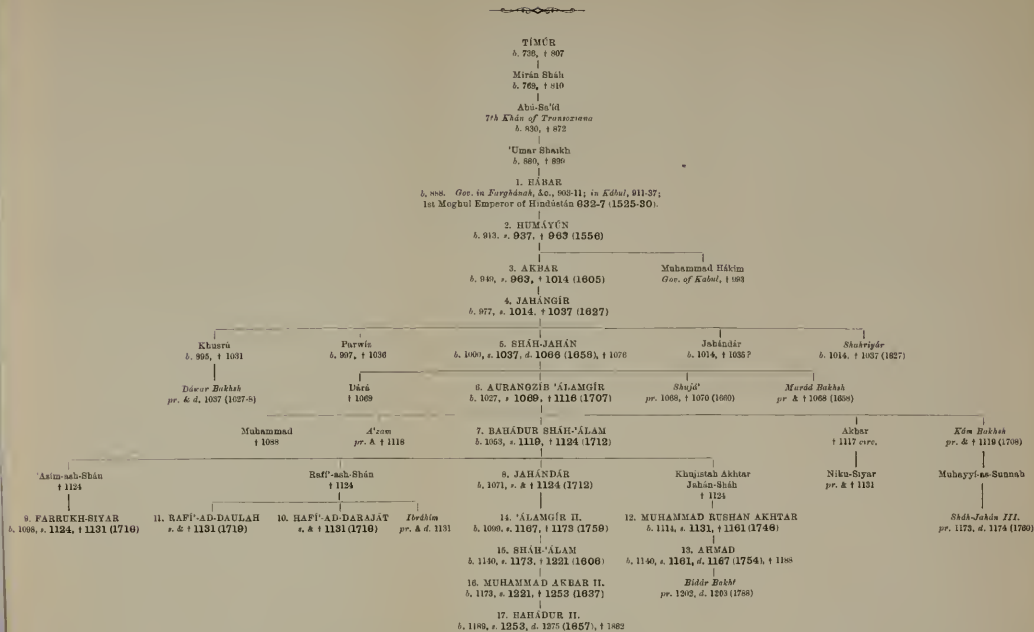 TÍMÚR
b. 736, † 807
Mirán Sháh
b. 769, † 810
Abú-Sa'íd
7th Khán of Transoxiana
b. 830, † 872
'Umar Shaikh
b. 860, † 899
1. BÁBAR
b. 888. Gov. in Farghánah, &c., 903-11; in Kábul, 911-37;
1st Moghul Emperor of Hindústán 932-7 (1525-30).
2. HUMÁYÚN
b. 913, s. 937, † 963 (1556)
3. AKBAR
b. 949, s. 963, † 1014 (1605)
Muhammad Hákim
Gov. of Kabul, † 993
4. JAHÁNGÍR
b. 977, s. 1014, † 1037 (1627)
Khusrú
b. 995, † 1031
Parwíz
b. 997, † 1036
5. SHÁH-JAHÁN
b. 1000, s. 1037, d. 1068 (1658), † 1076
Jahándár
b. 1014, † 1035?
Shahriyár
b. 1014, † 1037 (1627)
Dáwar Bakhsh
pr. & d. 1037 (1627-8)
Dárá
† 1069
6. AURANGZÍB 'ÁLAMGÍR
b. 1027, s. 1069, † 1118 (1707)
Shujá'
pr. 1068, † 1070 (1660)
Murád Bakhsh
pr & † 1068 (1658)
Muhammad
† 1088
A'zam
pr. & † 1118
7. BAHÁDUR SHÁH-'ÁLAM
b. 1053, s. 1119, † 1124 (1712)
Akbar
† 1117 circ.
Kám Bakhsh
pr. & † 1119 (1708)
'Azím-ash-Shán
† 1124
Rafí'-ash-Shán
† 1124
8. JAHÁNDÁR
b. 1071, s. & † 1124 (1712)
Khujistah Akhtar
Jahán-Sháh
† 1124
Niku-Siyar
pr. & † 1131
Muhayyí-as-Sunnah
9. FARRUKH-SIYAR
b. 1098, s. 1124, † 1131 (1719)
11. RAFÍ'-AD-DAULAH
s. & † 1131 (1719)
10. RAFÍ'-AD-DARAJÁT
s. & † 1131 (1719)
Ibráhím
pr. & d. 1131
14. 'ÁLAMGÍR II.
b. 1099, s. 1167, † 1173 (1759)
12. MUHAMMAD RUSHAN AKHTAR
b. 1114, s. 1131, † 1161 (1748)
Sháh-Jahán III.
pr. 1173, d. 1174 (1760)
15. SHÁH-'ÁLAM
b. 1140, s. 1173, † 1221 (1806)
13. AHMAD
b. 1140, s. 1161, d. 1167 (1754), † 1188
16. MUHAMMAD AKBAR II.
b. 1173, s. 1221, † 1253 (1837)
Bidár Bakht
pr. 1202, d. 1203 (1788)
17. BAHÁDUR II.
b. 1189, s. 1253, d. 1275 (1857), † 1862